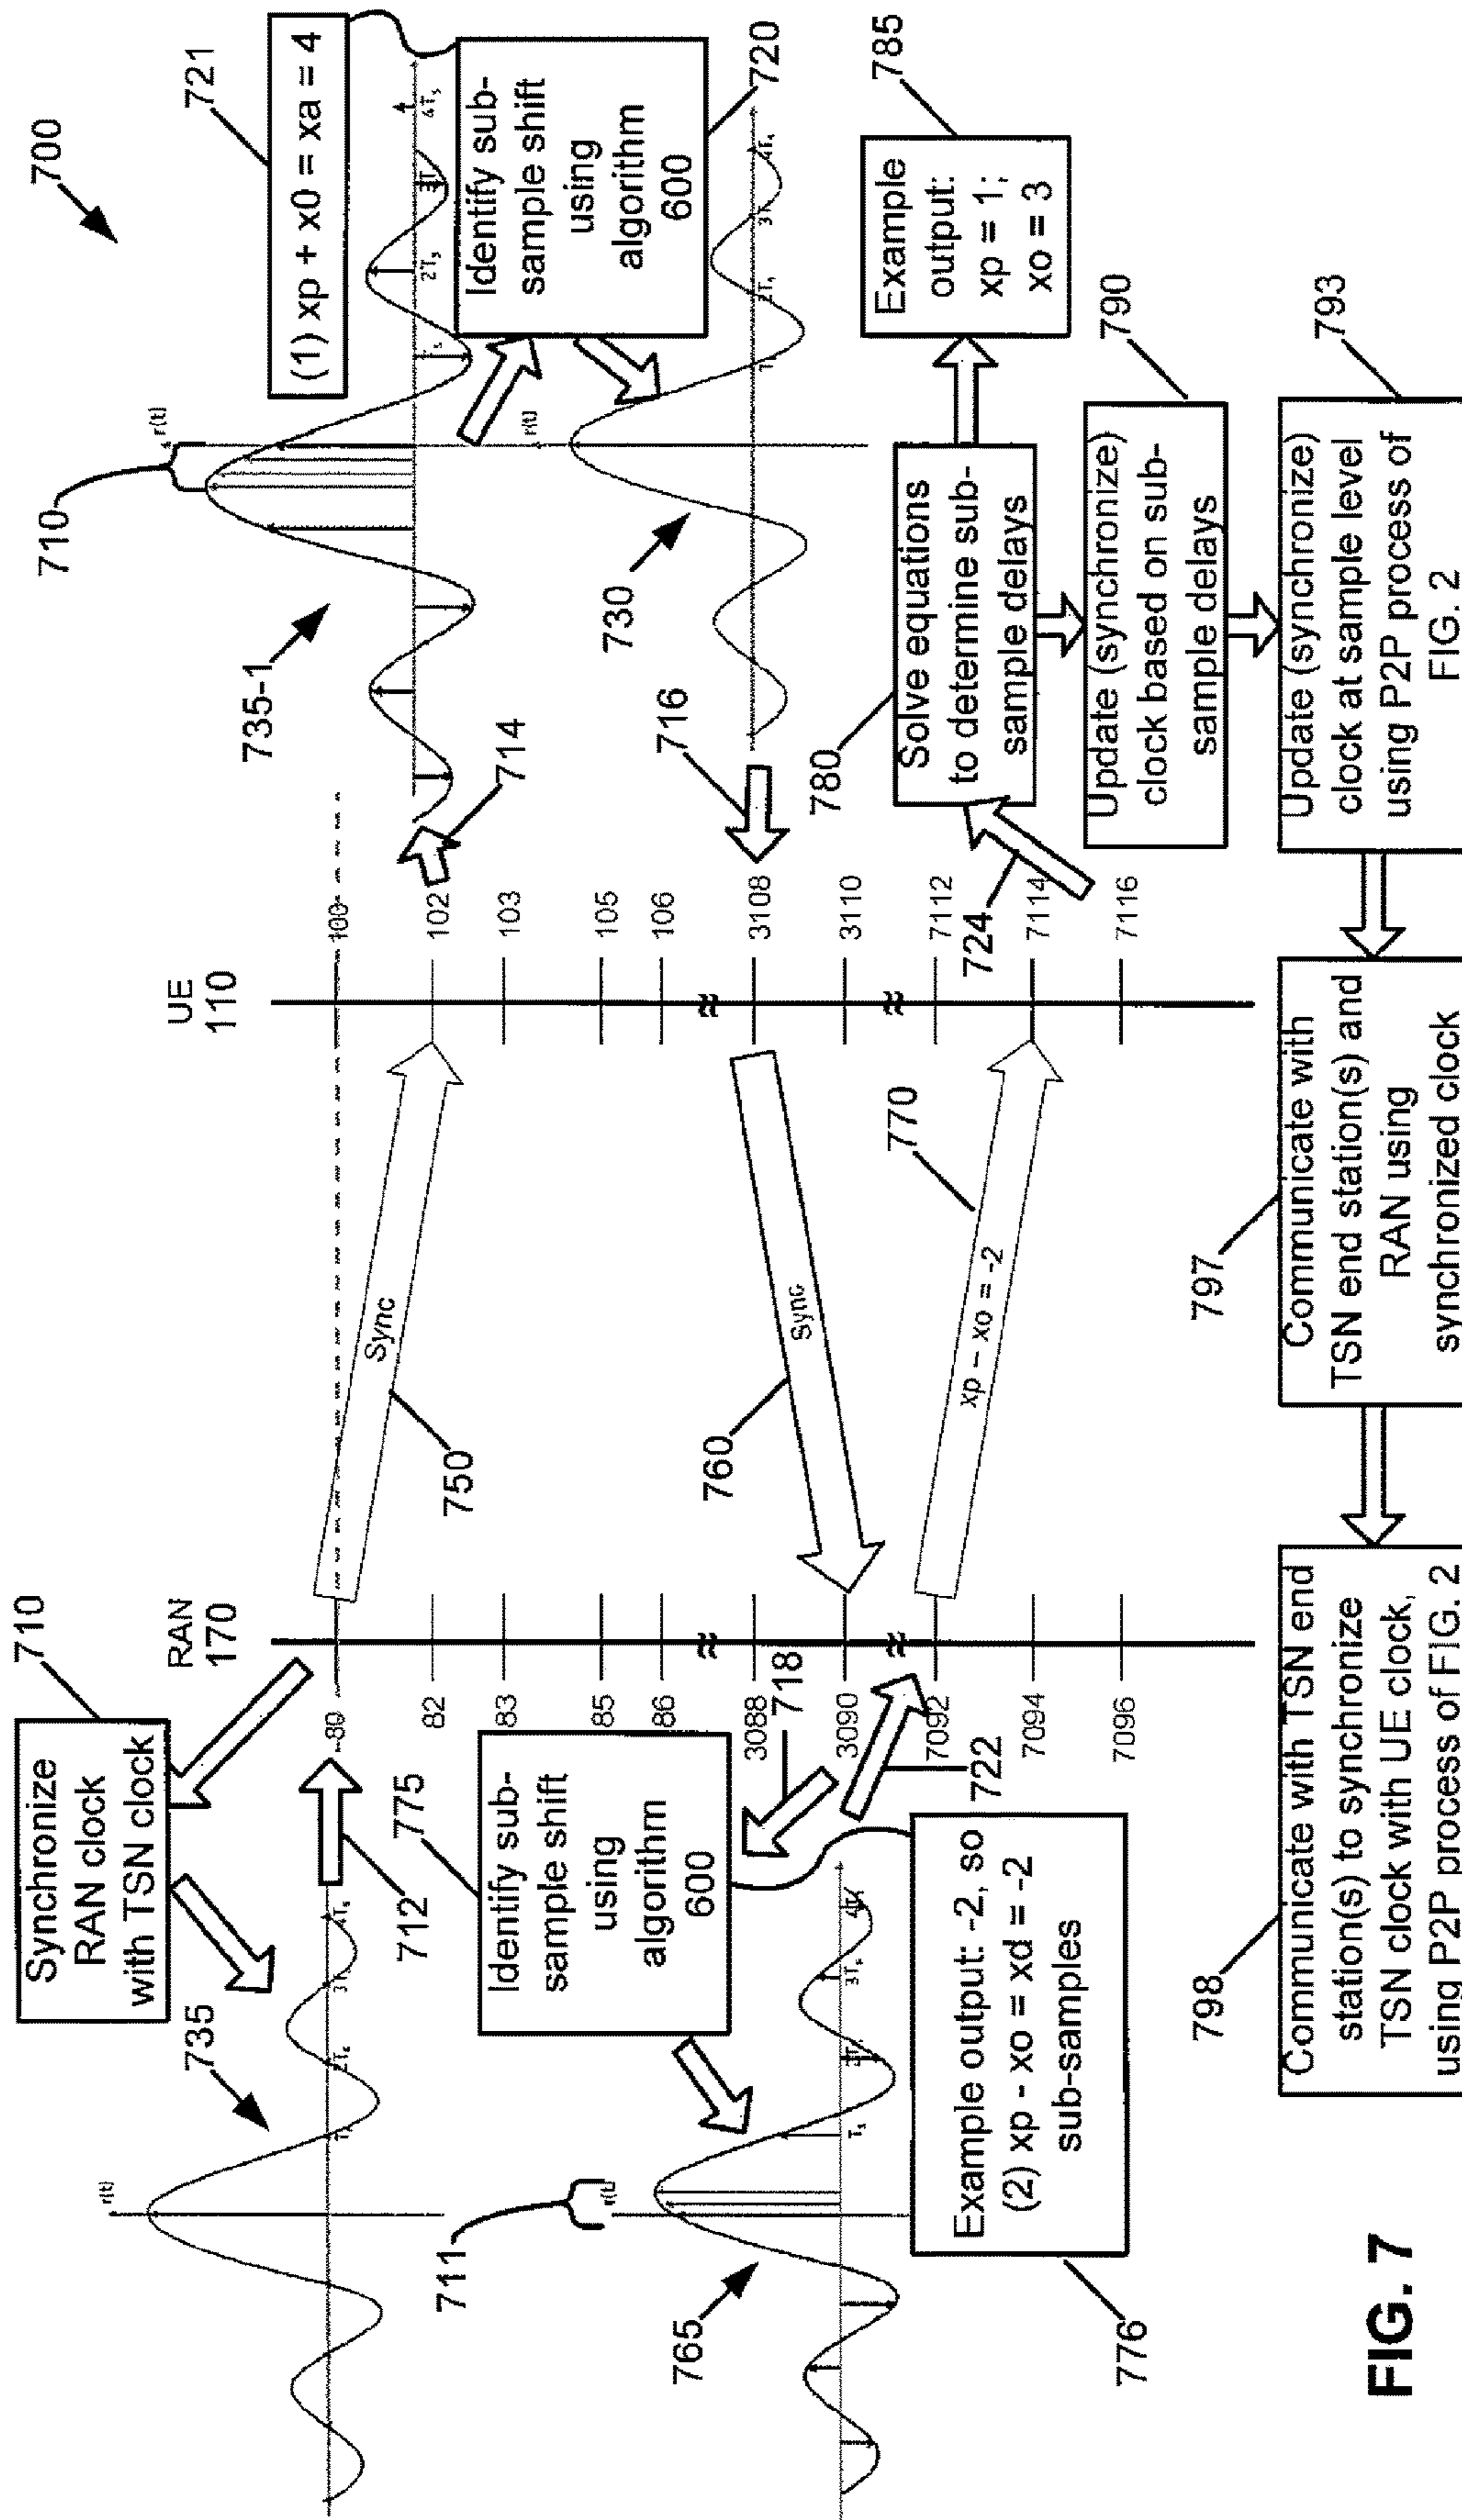 700
710
Synchronize
RAN clock
with TSN clock
RAN
170
UE
110
710
721
(1) xp + x0 = xa = 4
735
r(t)
3T
4T
712
80
82
83
85
86
3088
3090
7092
7094
7096
100
102
103
105
106
3108
3110
7112
7114
7116
Sync
750
Sync
760
xp – xo = -2
770
735-1
r(t)
2T
4T
714
Identify sub-
sample shift
using
algorithm
600
720
730
r(t)
716
775
Identify sub-
sample shift
using
algorithm
600
718
722
711
765
Example output: -2, so
(2) xp - xo = xd = -2
sub-samples
776
780
Solve equations
to determine sub-
sample delays
724
785
Example
output:
xp = 1;
xo = 3
790
Update (synchronize)
clock based on sub-
sample delays
793
Update (synchronize)
clock at sample level
using P2P process of
FIG. 2
797
Communicate with
TSN end station(s) and
RAN using
synchronized clock
798
Communicate with TSN end
station(s) to synchronize
TSN clock with UE clock,
using P2P process of FIG. 2
FIG. 7